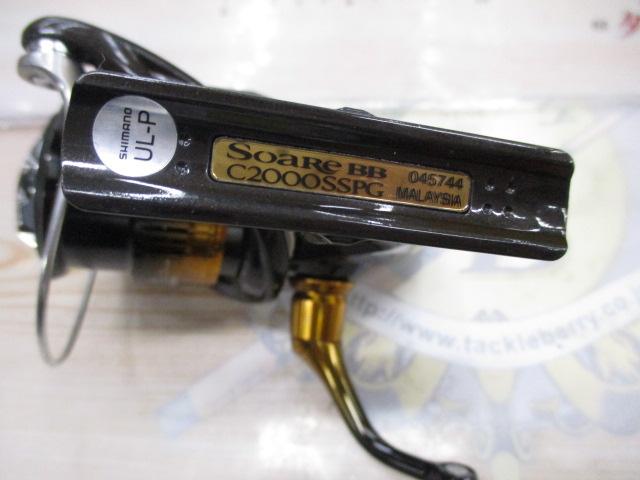 SHIMANO
UL-P
SOARE BB
C2000SSPG
045744
MALAYSIA
http://www.tackleberry.co.